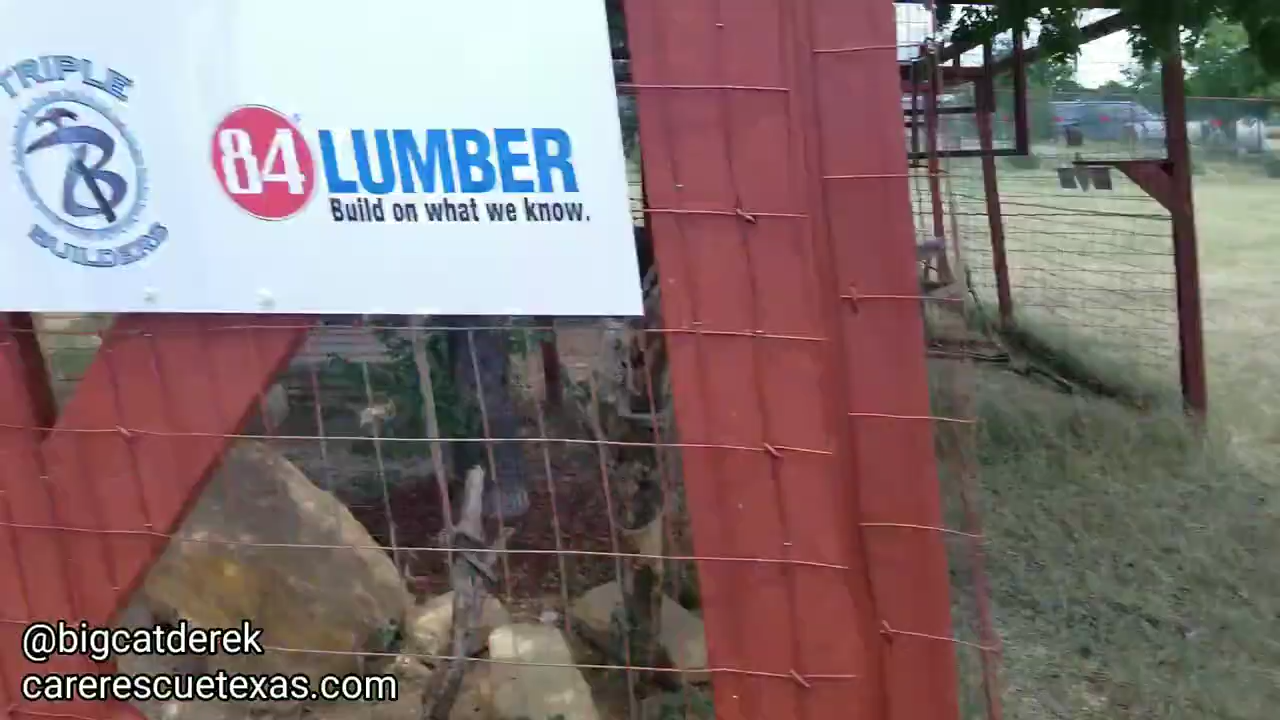 TRIPLE
B
BUILDERS
84 LUMBER
Build on what we know.
@bigcatderek
carerescuetexas.com